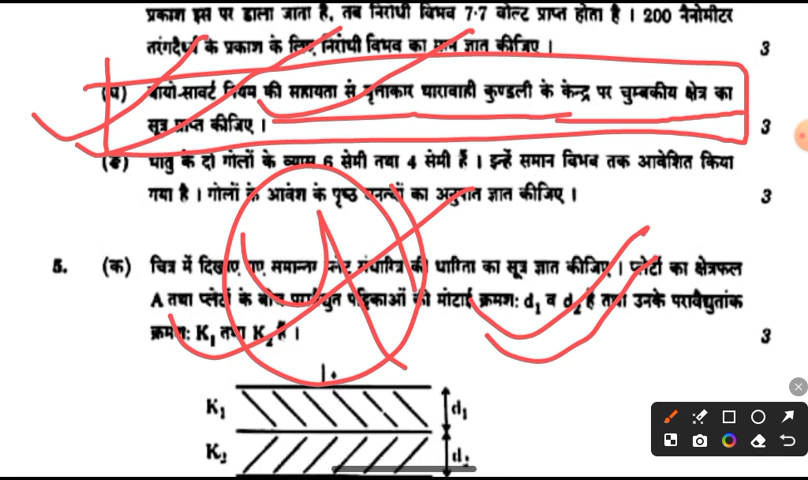 प्रकाश इस पर डाला जाता है, तब निरोधी विभव 7·7 वोल्ट प्राप्त होता है । 200 नैनोमीटर
तरंगदैर्ध्य के प्रकाश के लिए निरोधी विभव का मान ज्ञात कीजिए ।
3
(घ) बायो-सावर्ट नियम की सहायता से वृत्ताकार धारावाही कुण्डली के केन्द्र पर चुम्बकीय क्षेत्र का
सूत्र प्राप्त कीजिए ।
3
(ङ) धातु के दो गोलों के व्यास 6 सेमी तथा 4 सेमी हैं । इन्हें समान विभव तक आवेशित किया
गया है । गोलों के आवेश के पृष्ठ घनत्वों का अनुपात ज्ञात कीजिए ।
3
5. (क) चित्र में दिखाए गए समान्तर प्लेट संधारित्र की धारिता का सूत्र ज्ञात कीजिए । प्लेटों का क्षेत्रफल
A तथा प्लेटों के बीच परावैद्युत पट्टिकाओं की मोटाई क्रमश: d₁ व d₂ है तथा उनके परावैद्युतांक
क्रमश: K₁ तथा K₂ हैं ।
3
K₁
d₁
K₂
d₂